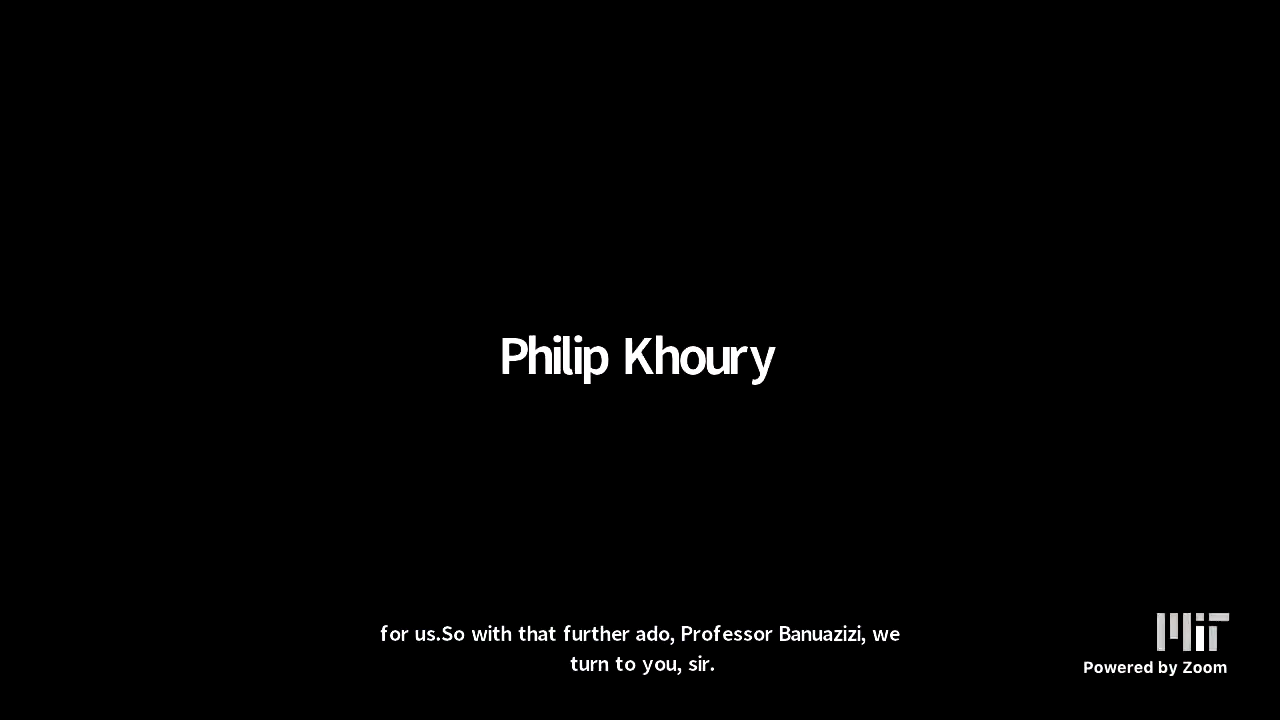 Philip Khoury
for us.So with that further ado, Professor Banuazizi, we
turn to you, sir.
MIT
Powered by Zoom